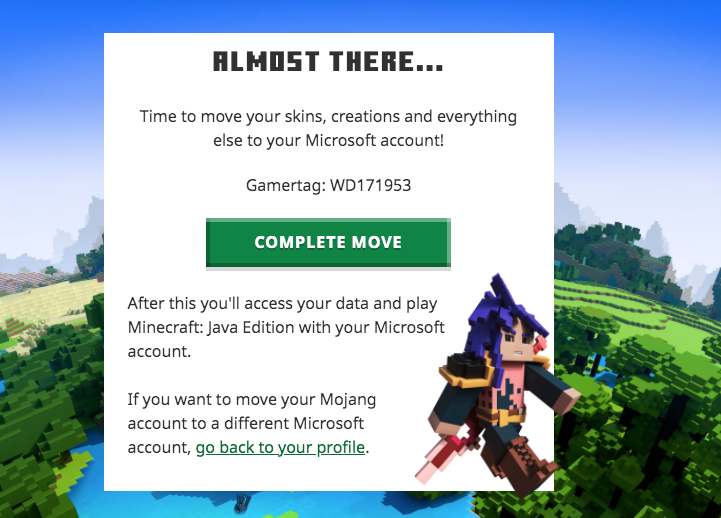 ALMOST THERE...
Time to move your skins, creations and everything
else to your Microsoft account!
Gamertag: WD171953
COMPLETE MOVE
After this you'll access your data and play
Minecraft: Java Edition with your Microsoft
account.
If you want to move your Mojang
account to a different Microsoft
account, go back to your profile.